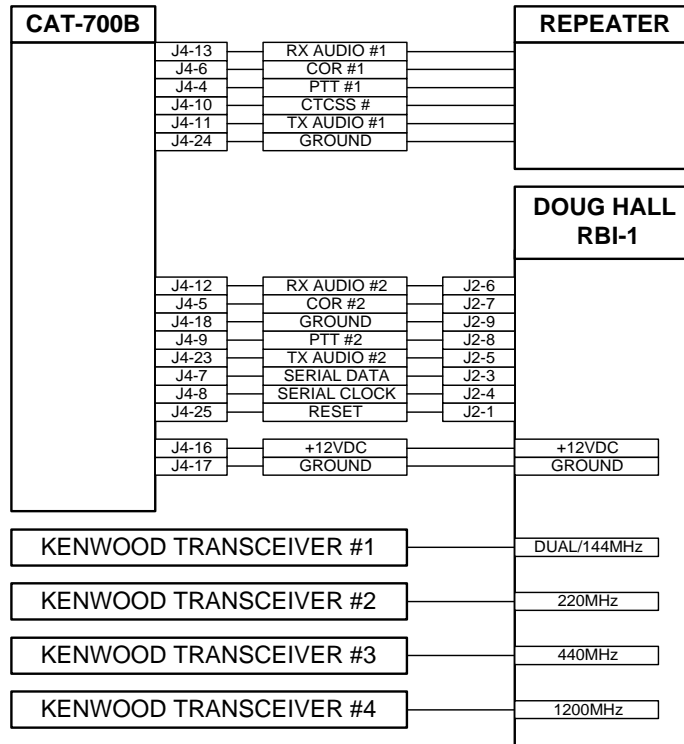 CAT-700B REPEATER
J4-13 RX AUDIO #1
J4-6 COR #1
J4-4 PTT #1
J4-10 CTCSS #
J4-11 TX AUDIO #1
J4-24 GROUND
DOUG HALL
RBI-1
J4-12 RX AUDIO #2 J2-6
J4-5 COR #2 J2-7
J4-18 GROUND J2-9
J4-9 PTT #2 J2-8
J4-23 TX AUDIO #2 J2-5
J4-7 SERIAL DATA J2-3
J4-8 SERIAL CLOCK J2-4
J4-25 RESET J2-1
J4-16 +12VDC +12VDC
J4-17 GROUND GROUND
KENWOOD TRANSCEIVER #1 DUAL/144MHz
KENWOOD TRANSCEIVER #2 220MHz
KENWOOD TRANSCEIVER #3 440MHz
KENWOOD TRANSCEIVER #4 1200MHz